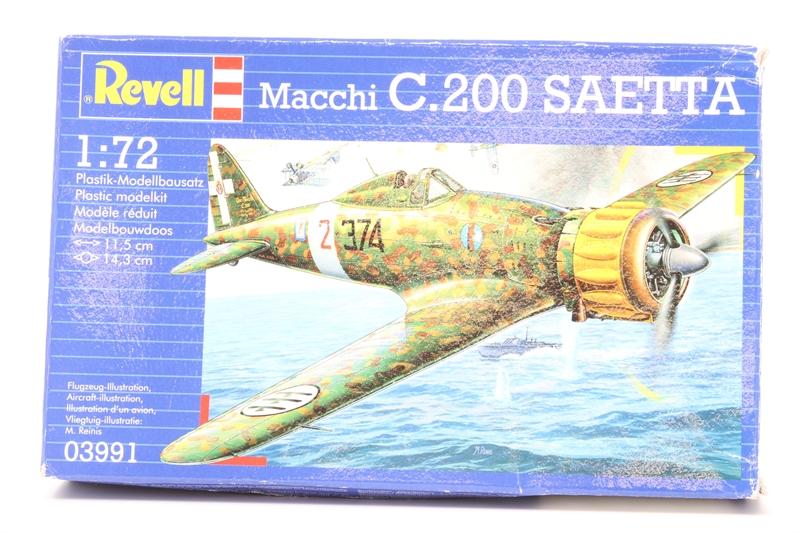 Revell
®
Macchi C.200 SAETTA
1:72
Plastik-Modellbausatz
Plastic modelkit
Modèle réduit
Modelbouwdoos
11,5 cm
14,3 cm
2 374
Flugzeug-Illustration,
Aircraft-illustration,
Illustration d'un avion,
Vliegtuig-illustratie:
M. Reinis
03991